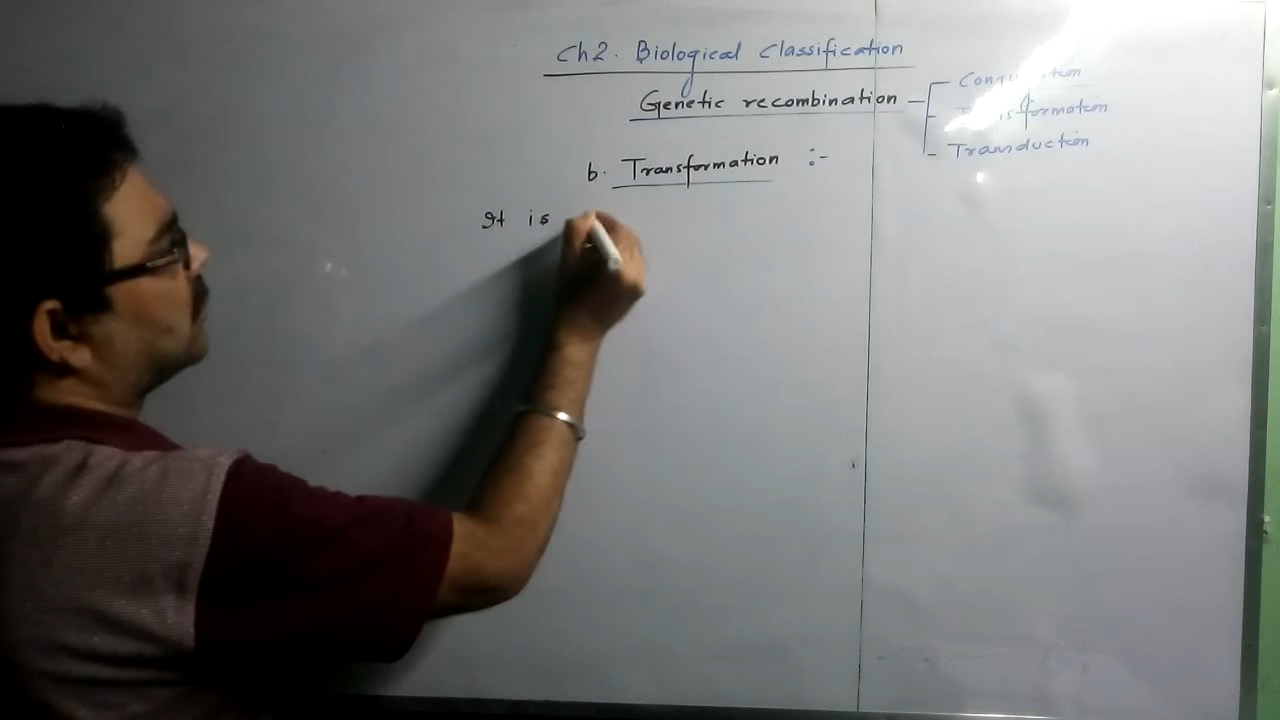 Ch2. Biological Classification
Genetic recombination
Transduction
b. Transformation :-
It is